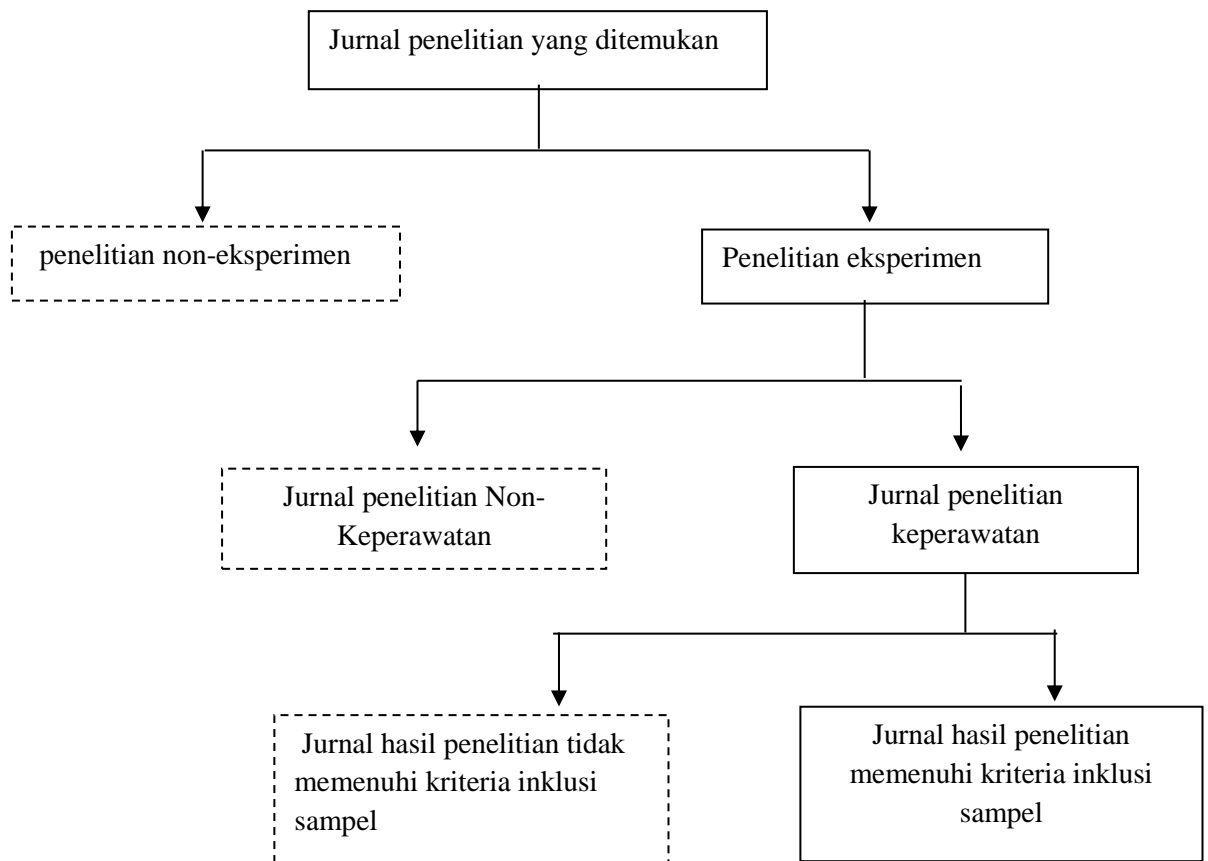 Jurnal penelitian yang ditemukan
penelitian non-eksperimen
Penelitian eksperimen
Jurnal penelitian Non-
Keperawatan
Jurnal penelitian
keperawatan
Jurnal hasil penelitian tidak
memenuhi kriteria inklusi
sampel
Jurnal hasil penelitian
memenuhi kriteria inklusi
sampel